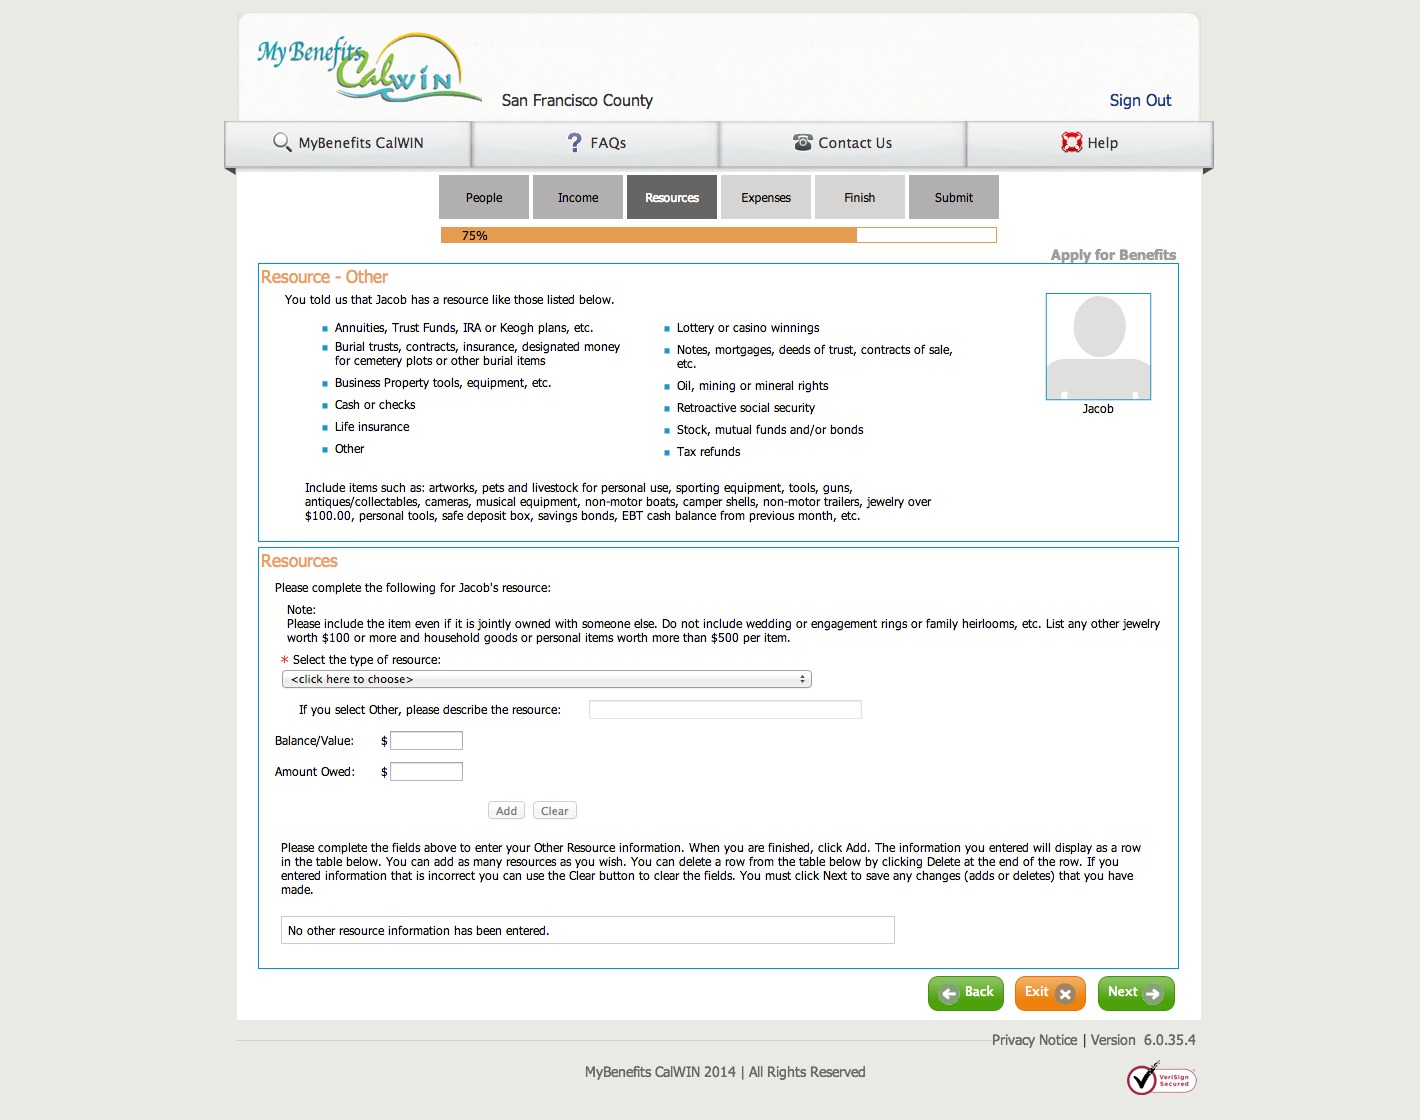 My Benefits
CalWIN
San Francisco County
Sign Out
MyBenefits CalWIN
FAQs
Contact Us
Help
People
Income
Resources
Expenses
Finish
Submit
75%
Apply for Benefits
Resource - Other
You told us that Jacob has a resource like those listed below.
Annuities, Trust Funds, IRA or Keogh plans, etc.
Burial trusts, contracts, insurance, designated money
for cemetery plots or other burial items
Business Property tools, equipment, etc.
Cash or checks
Life insurance
Other
Lottery or casino winnings
Notes, mortgages, deeds of trust, contracts of sale,
etc.
Oil, mining or mineral rights
Retroactive social security
Stock, mutual funds and/or bonds
Tax refunds
Jacob
Include items such as: artworks, pets and livestock for personal use, sporting equipment, tools, guns,
antiques/collectables, cameras, musical equipment, non-motor boats, camper shells, non-motor trailers, jewelry over
$100.00, personal tools, safe deposit box, savings bonds, EBT cash balance from previous month, etc.
Resources
Please complete the following for Jacob's resource:
Note:
Please include the item even if it is jointly owned with someone else. Do not include wedding or engagement rings or family heirlooms, etc. List any other jewelry
worth $100 or more and household goods or personal items worth more than $500 per item.
* Select the type of resource:
<click here to choose>
If you select Other, please describe the resource:
Balance/Value: $
Amount Owed: $
Add
Clear
Please complete the fields above to enter your Other Resource information. When you are finished, click Add. The information you entered will display as a row
in the table below. You can add as many resources as you wish. You can delete a row from the table below by clicking Delete at the end of the row. If you
entered information that is incorrect you can use the Clear button to clear the fields. You must click Next to save any changes (adds or deletes) that you have
made.
No other resource information has been entered.
Back
Exit
Next
Privacy Notice | Version 6.0.35.4
MyBenefits CalWIN 2014 | All Rights Reserved
VeriSign
Secured